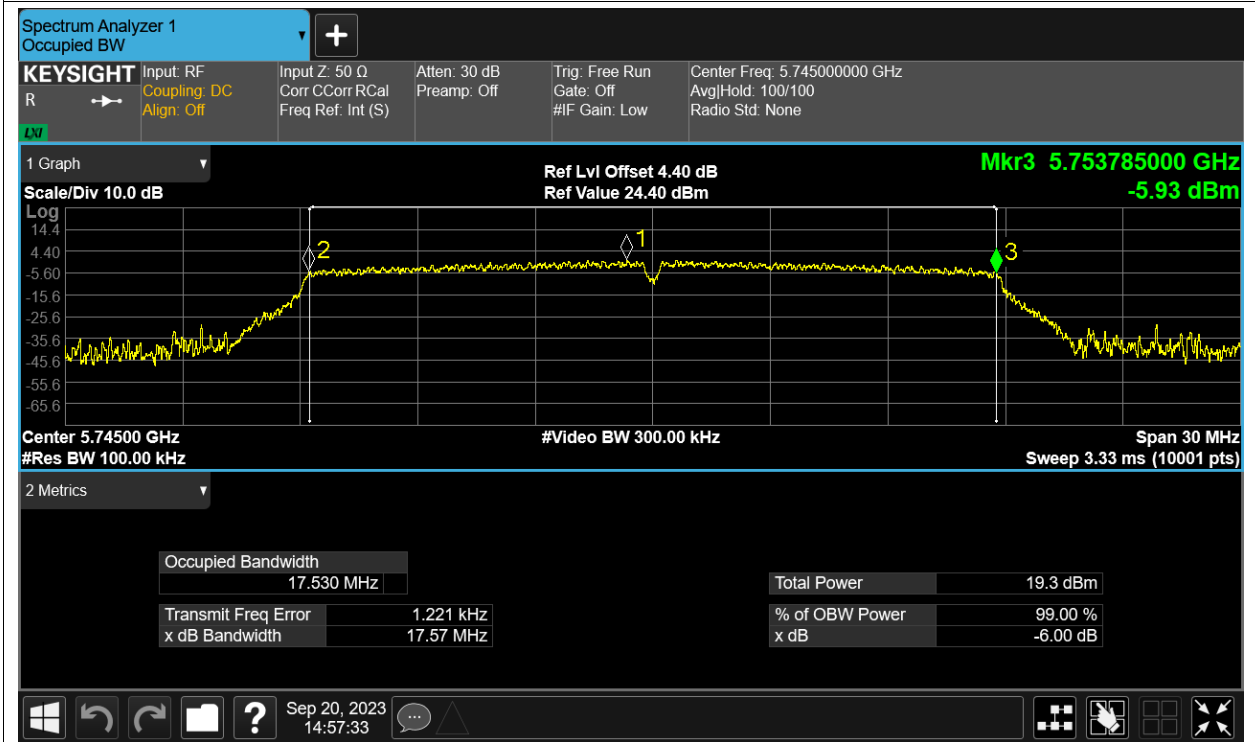 Spectrum Analyzer 1
Occupied BW
KEYSIGHT
R
LXI
Input: RF
Coupling: DC
Align: Off
Input Z: 50 Ω
Corr CCorr RCal
Freq Ref: Int (S)
Atten: 30 dB
Preamp: Off
Trig: Free Run
Gate: Off
#IF Gain: Low
Center Freq: 5.745000000 GHz
Avg|Hold: 100/100
Radio Std: None
1 Graph
Scale/Div 10.0 dB
Ref Lvl Offset 4.40 dB
Ref Value 24.40 dBm
Mkr3 5.753785000 GHz
-5.93 dBm
Log
14.4
4.40
-5.60
-15.6
-25.6
-35.6
-45.6
-55.6
-65.6
2
1
3
Center 5.74500 GHz
#Res BW 100.00 kHz
#Video BW 300.00 kHz
Span 30 MHz
Sweep 3.33 ms (10001 pts)
2 Metrics
Occupied Bandwidth
17.530 MHz
Transmit Freq Error 1.221 kHz
x dB Bandwidth 17.57 MHz
Total Power 19.3 dBm
% of OBW Power 99.00 %
x dB -6.00 dB
?
Sep 20, 2023
14:57:33